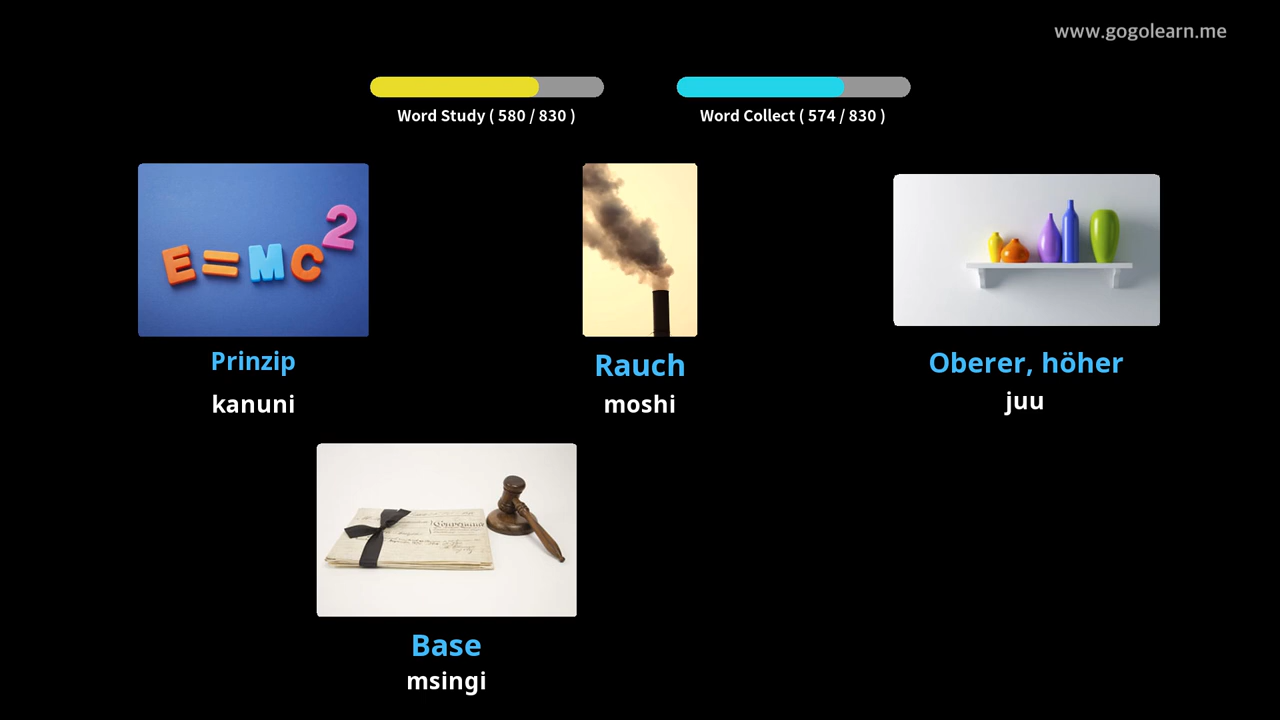 www.gogolearn.me
Word Study ( 580 / 830 )
Word Collect ( 574 / 830 )
E=MC2
Prinzip
kanuni
Rauch
moshi
Oberer, höher
juu
Base
msingi